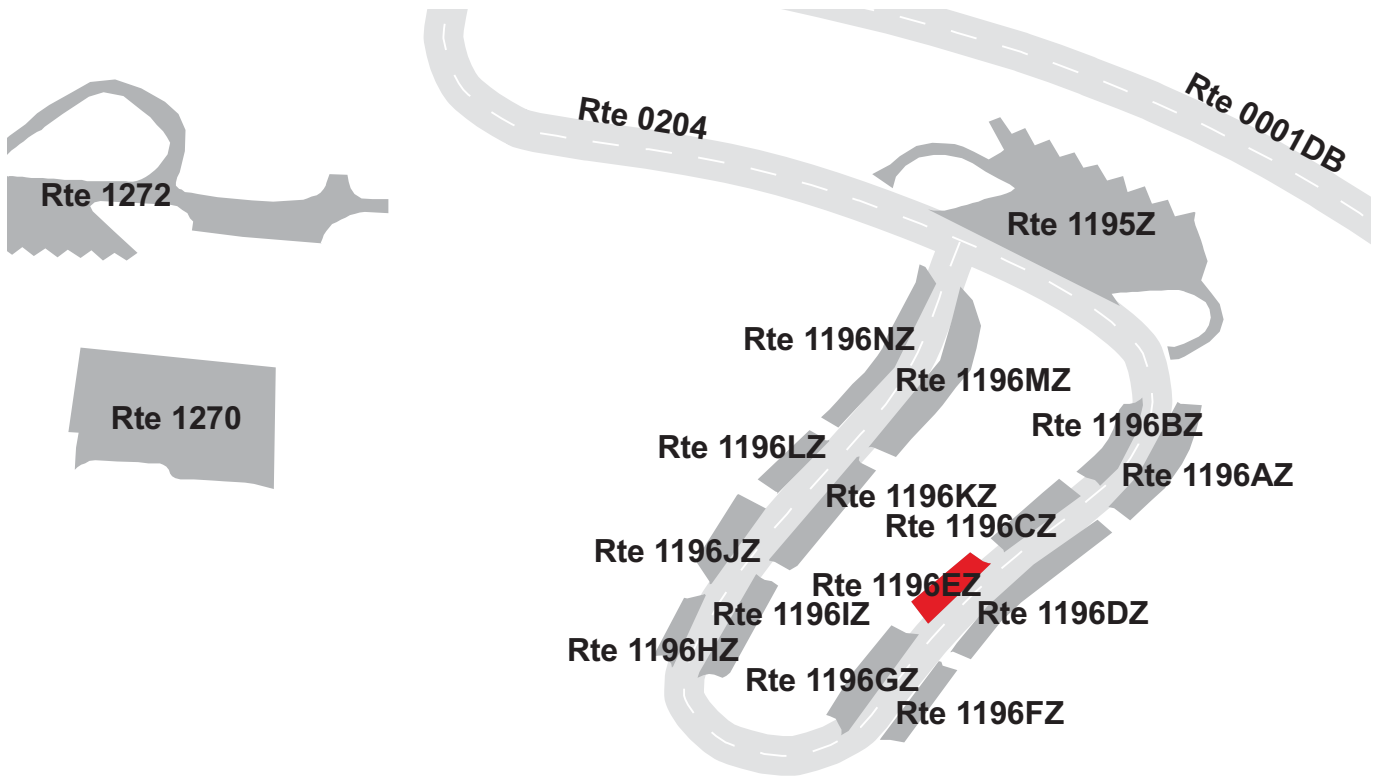 Rte 0204
Rte 0001DB
Rte 1272
Rte 1195Z
Rte 1196NZ
Rte 1196MZ
Rte 1270
Rte 1196BZ
Rte 1196LZ
Rte 1196AZ
Rte 1196KZ
Rte 1196CZ
Rte 1196JZ
Rte 1196EZ
Rte 1196IZ
Rte 1196DZ
Rte 1196HZ
Rte 1196GZ
Rte 1196FZ